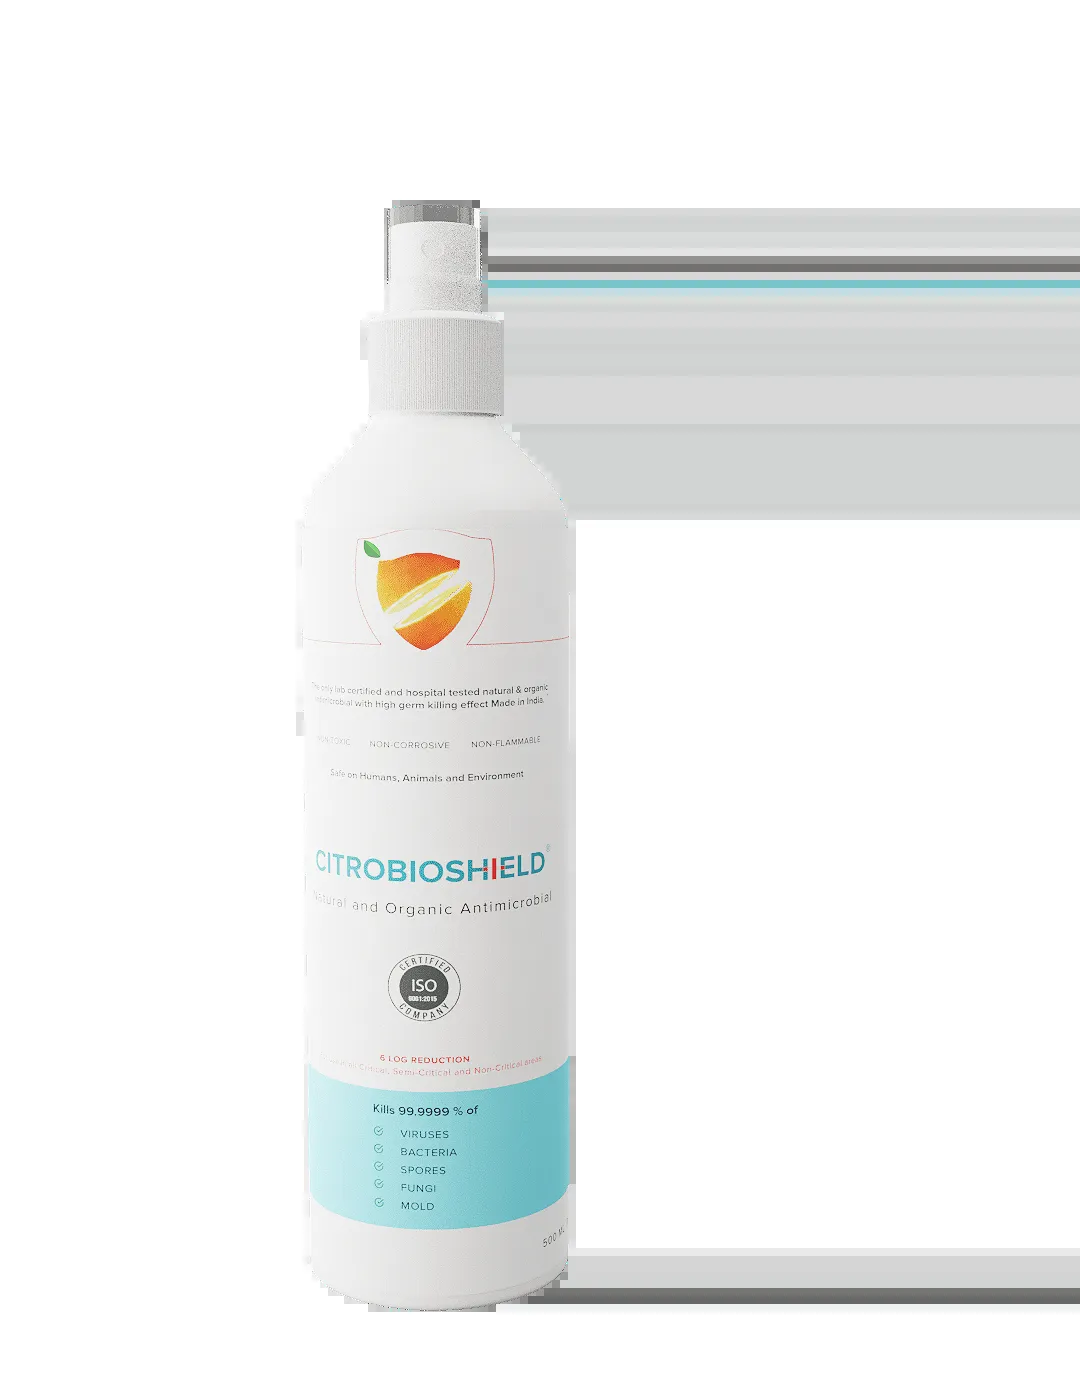 The only lab certified and hospital tested natural & organic
antimicrobial with high germ killing effect Made in India.
NON-TOXIC NON-CORROSIVE NON-FLAMMABLE
Safe on Humans, Animals and Environment
CITROBIOSHIELD®
Natural and Organic Antimicrobial
CERTIFIED
ISO
9001:2015
COMPANY
6 LOG REDUCTION
Critical, Semi-Critical and Non-Critical areas
Kills 99.9999 % of
VIRUSES
BACTERIA
SPORES
FUNGI
MOLD
500 ML